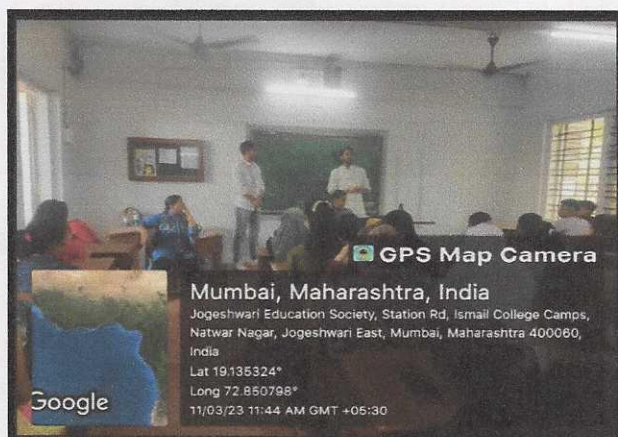 GPS Map Camera
Mumbai, Maharashtra, India
Jogeshwari Education Society, Station Rd, Ismail College Camps,
Natwar Nagar, Jogeshwari East, Mumbai, Maharashtra 400060,
India
Lat 19.135324°
Long 72.850798°
11/03/23 11:44 AM GMT +05:30
Google